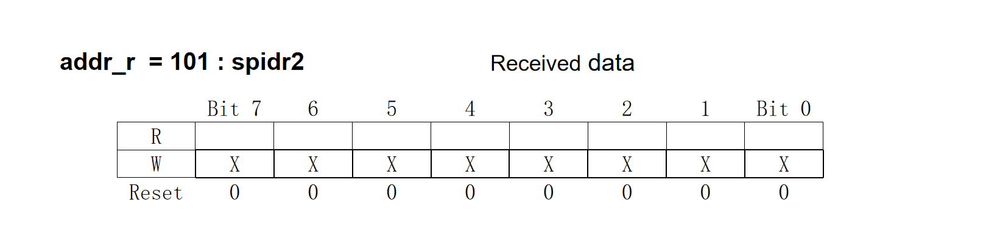 addr_r = 101 : spidr2 Received data
Bit 7 6 5 4 3 2 1 Bit 0
R
W X X X X X X X X
Reset 0 0 0 0 0 0 0 0